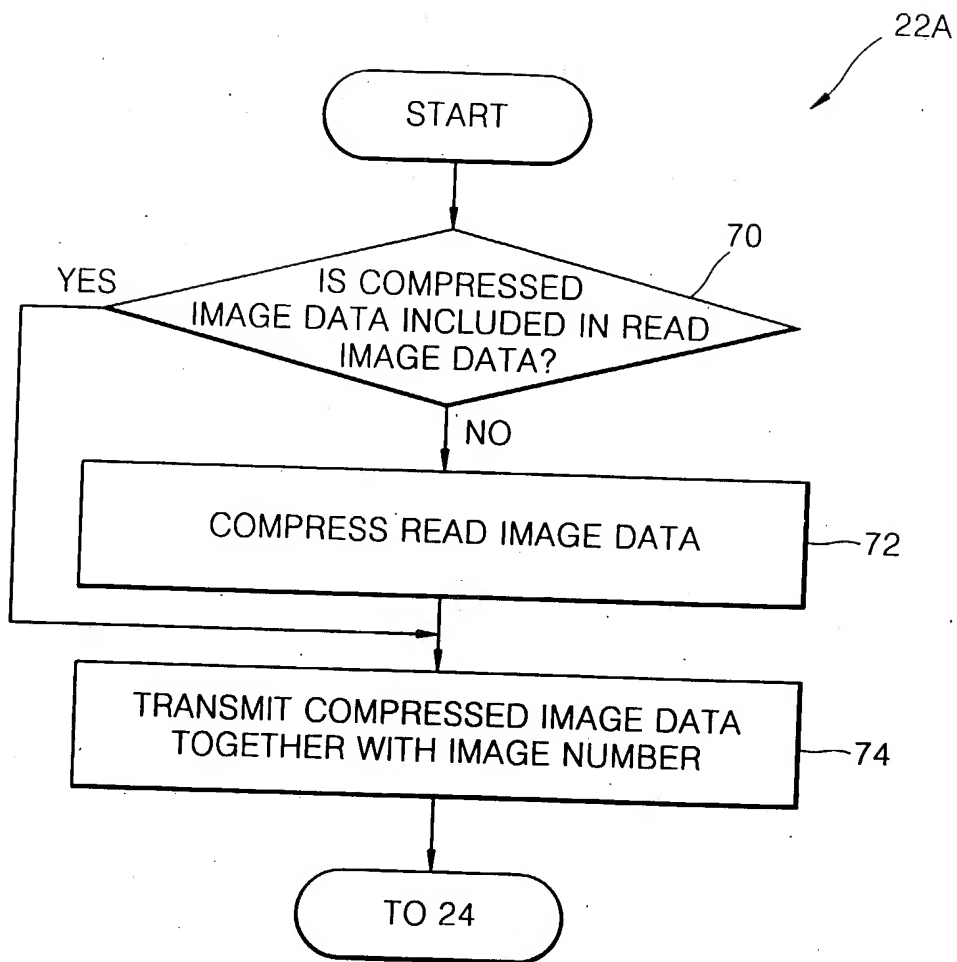 22A
START
70
YES
IS COMPRESSED
IMAGE DATA INCLUDED IN READ
IMAGE DATA?
NO
COMPRESS READ IMAGE DATA
72
TRANSMIT COMPRESSED IMAGE DATA
TOGETHER WITH IMAGE NUMBER
74
TO 24